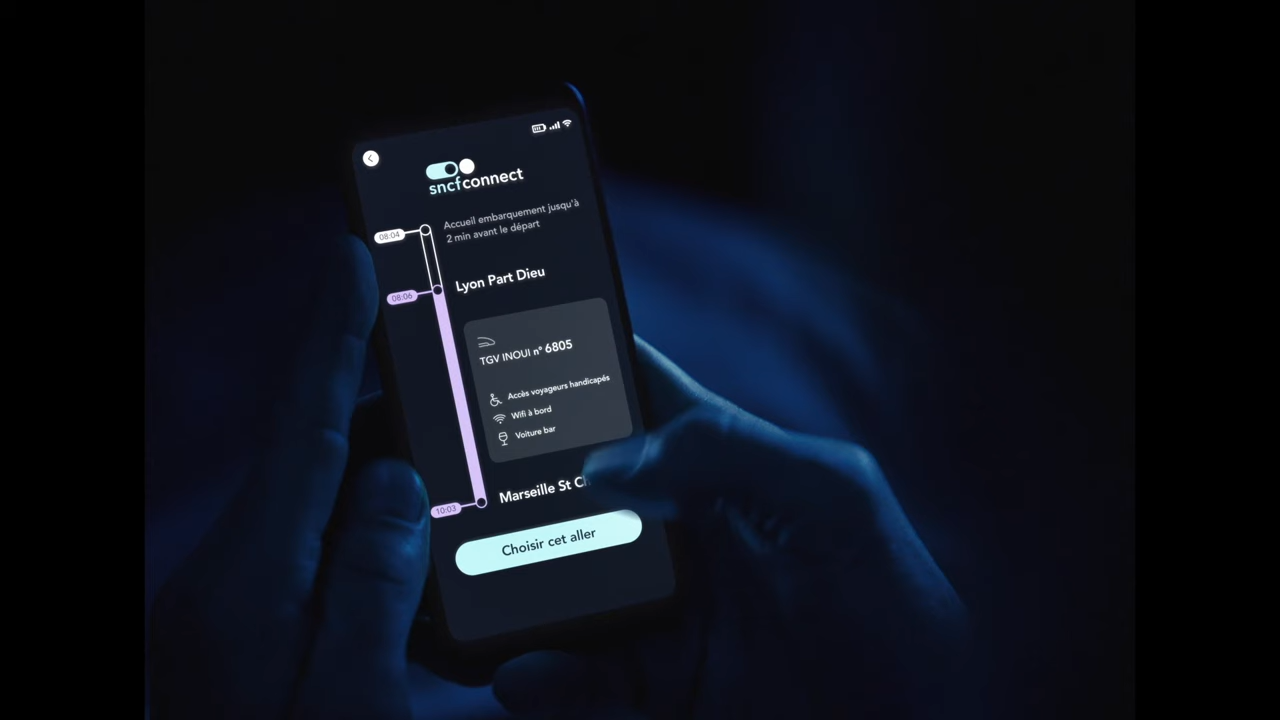 sncfconnect
Accueil embarquement jusqu'à
2 min avant le départ
08:04
Lyon Part Dieu
08:06
TGV INOUI n° 6805
Accès voyageurs handicapés
Wifi à bord
Voiture bar
Marseille St
10:03
Choisir cet aller